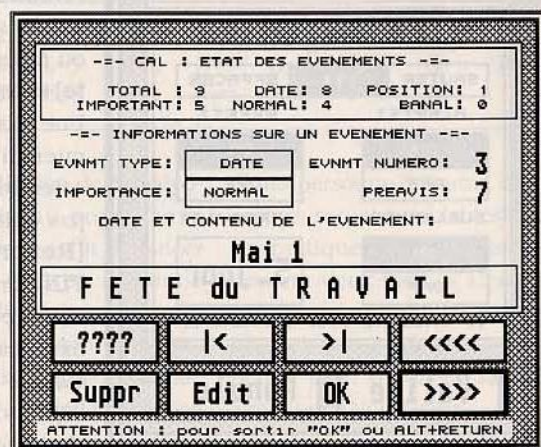 -=- CAL : ETAT DES EVENEMENTS -=-
TOTAL : 9 DATE: 8 POSITION: 1
IMPORTANT: 5 NORMAL: 4 BANAL: 0
-=- INFORMATIONS SUR UN EVENEMENT -=-
EVNMT TYPE: DATE EVNMT NUMERO: 3
IMPORTANCE: NORMAL PREAVIS: 7
DATE ET CONTENU DE L'EVENEMENT:
Mai 1
F E T E du T R A V A I L
???? |< >| <<<<
Suppr Edit OK >>>>
ATTENTION : pour sortir "OK" ou ALT+RETURN